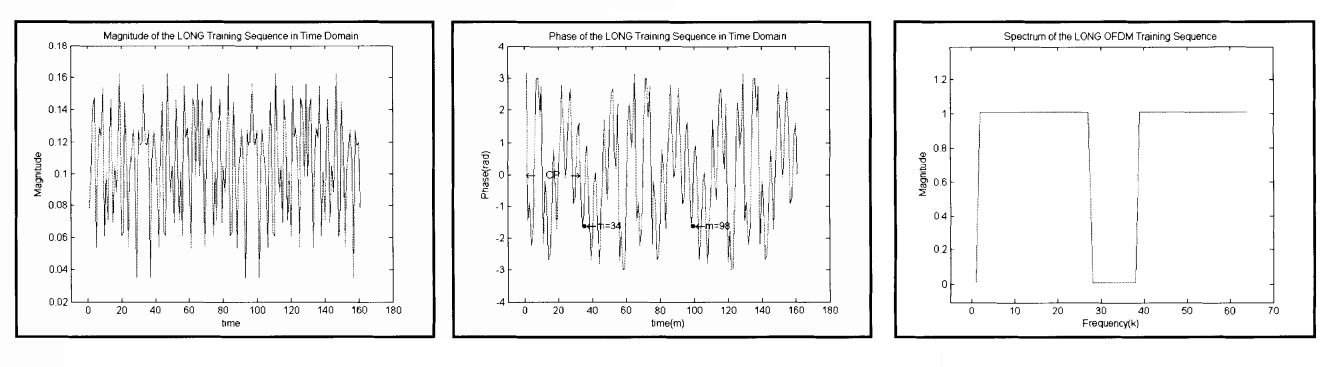 Magnitude of the LONG Training Sequence in Time Domain
0.18
0.16
0.14
0.12
0.1
0.08
0.06
0.04
0.02
Magnitude
0 20 40 60 80 100 120 140 160 180
time
Phase of the LONG Training Sequence in Time Domain
4
3
2
1
0
-1
-2
-3
-4
Phase(rad)
CP
m=34
m=98
0 20 40 60 80 100 120 140 160 180
time(m)
Spectrum of the LONG OFDM Training Sequence
1.2
1
0.8
0.6
0.4
0.2
0
Magnitude
0 10 20 30 40 50 60 70
Frequency(k)